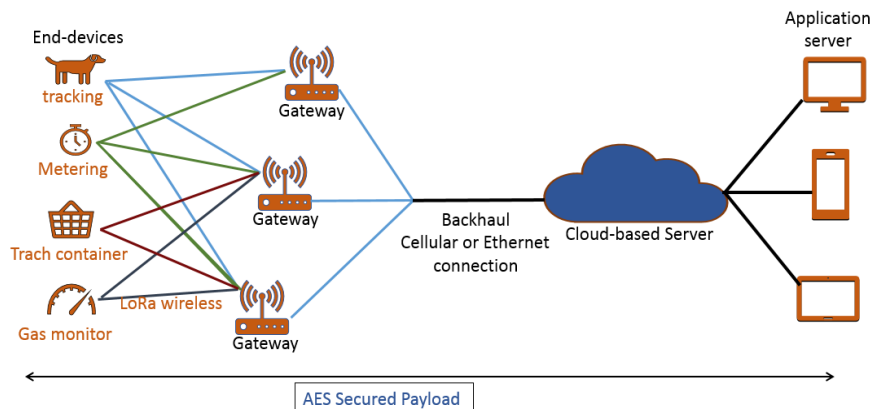 End-devices
tracking
Metering
Trach container
Gas monitor
LoRa wireless
Gateway
Gateway
Gateway
Backhaul
Cellular or Ethernet
connection
Cloud-based Server
Application
server
AES Secured Payload